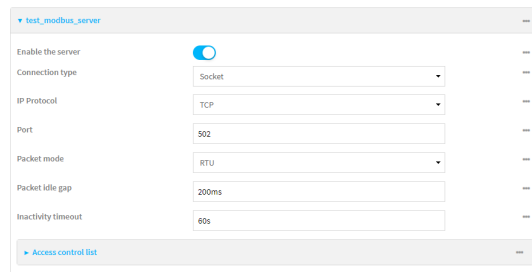 test_modbus_server
Enable the server
Connection type Socket
IP Protocol TCP
Port 502
Packet mode RTU
Packet idle gap 200ms
Inactivity timeout 60s
Access control list